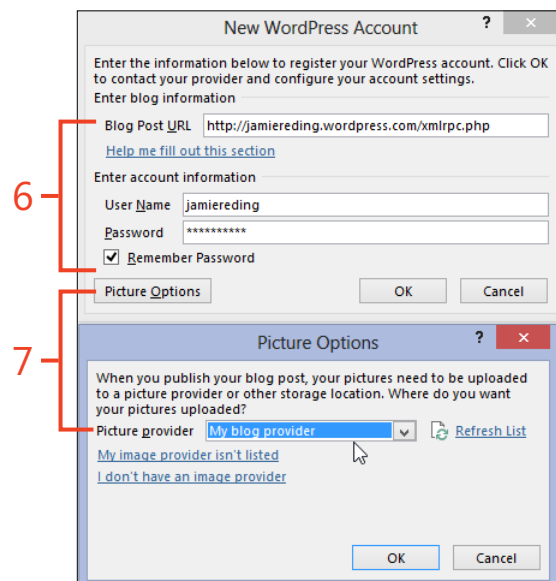 New WordPress Account ?
Enter the information below to register your WordPress account. Click OK
to contact your provider and configure your account settings.
Enter blog information
Blog Post URL http://jamiereding.wordpress.com/xmlrpc.php
Help me fill out this section
6
Enter account information
User Name jamiereding
Password **********
Remember Password
Picture Options OK Cancel
7
Picture Options ?
When you publish your blog post, your pictures need to be uploaded
to a picture provider or other storage location. Where do you want
your pictures uploaded?
Picture provider My blog provider Refresh List
My image provider isn't listed
I don't have an image provider
OK Cancel